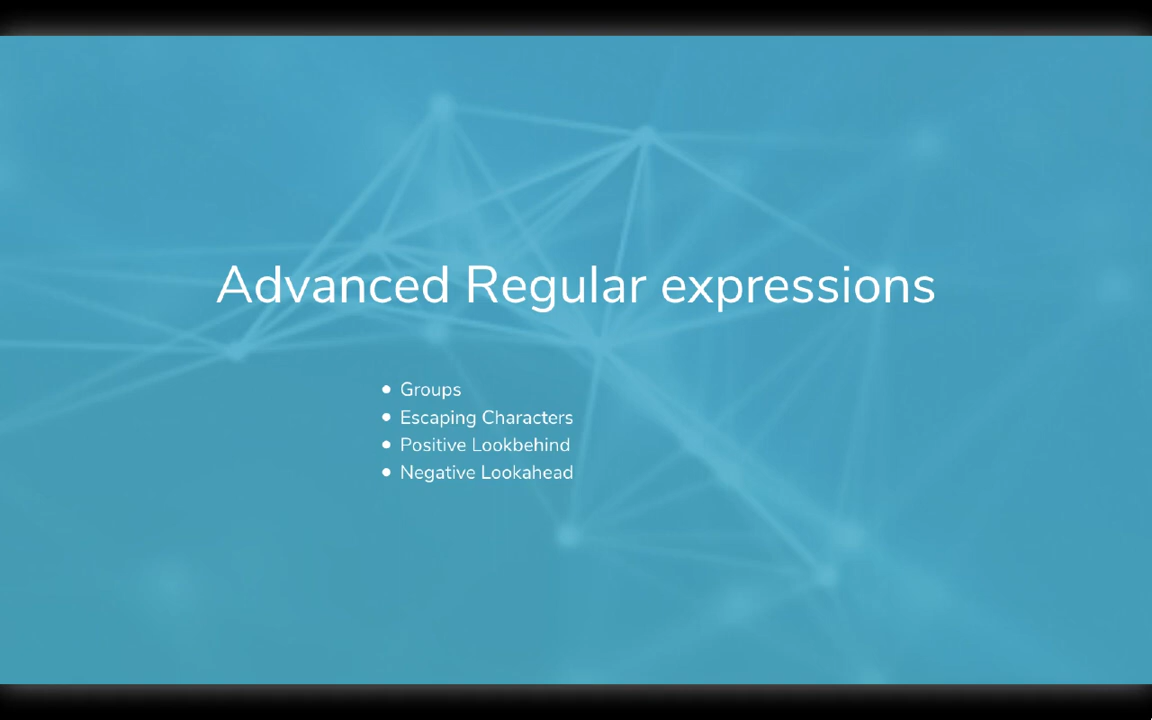 Advanced Regular expressions
• Groups
• Escaping Characters
• Positive Lookbehind
• Negative Lookahead